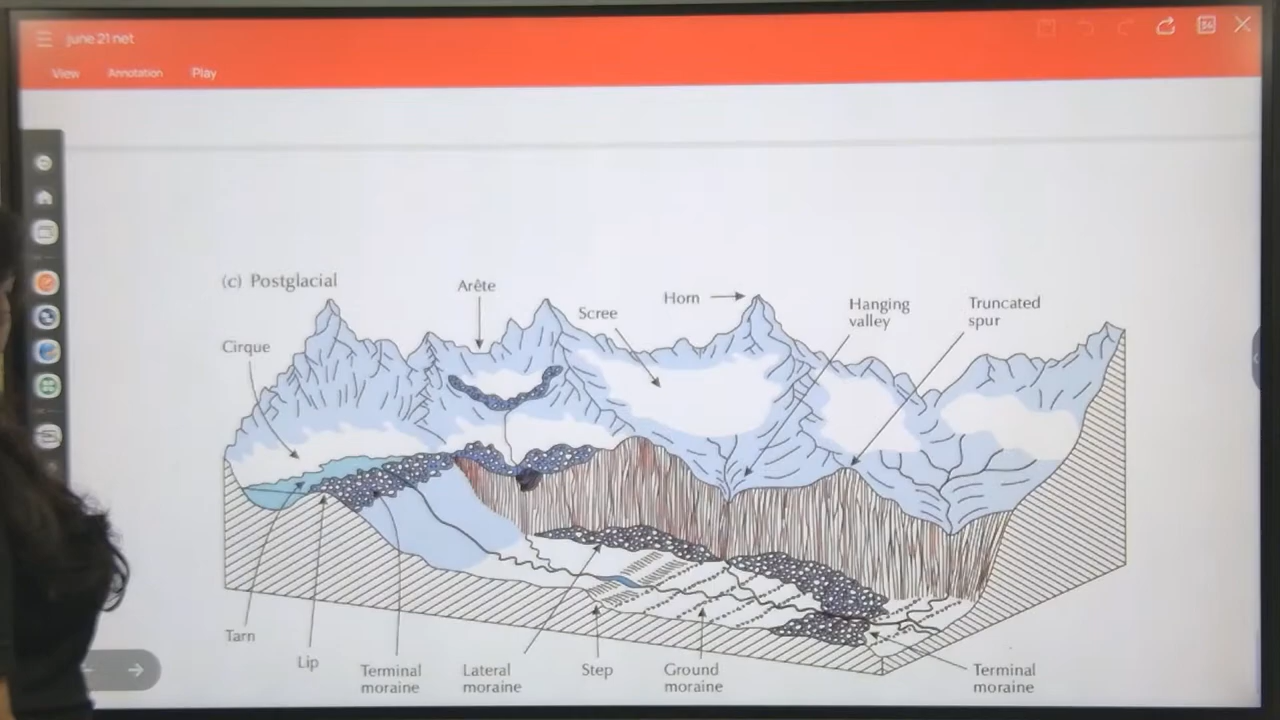 june 21 net
View Annotation Play
(c) Postglacial
Arête
Horn
Scree
Hanging
valley
Truncated
spur
Cirque
Tarn
Lip
Terminal
moraine
Lateral
moraine
Step
Ground
moraine
Terminal
moraine